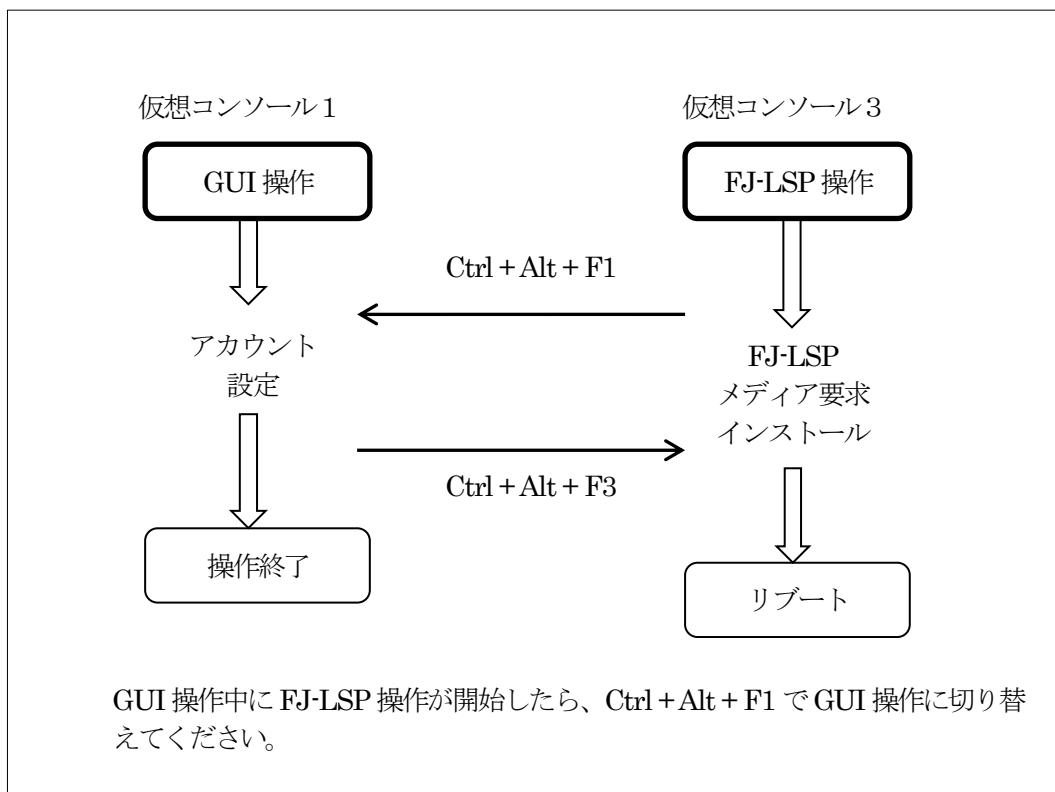 仮想コンソール1
仮想コンソール3
GUI 操作
FJ-LSP 操作
Ctrl + Alt + F1
アカウント
設定
FJ-LSP
メディア要求
インストール
Ctrl + Alt + F3
操作終了
リブート
GUI 操作中に FJ-LSP 操作が開始したら、Ctrl + Alt + F1 で GUI 操作に切り替
えてください。